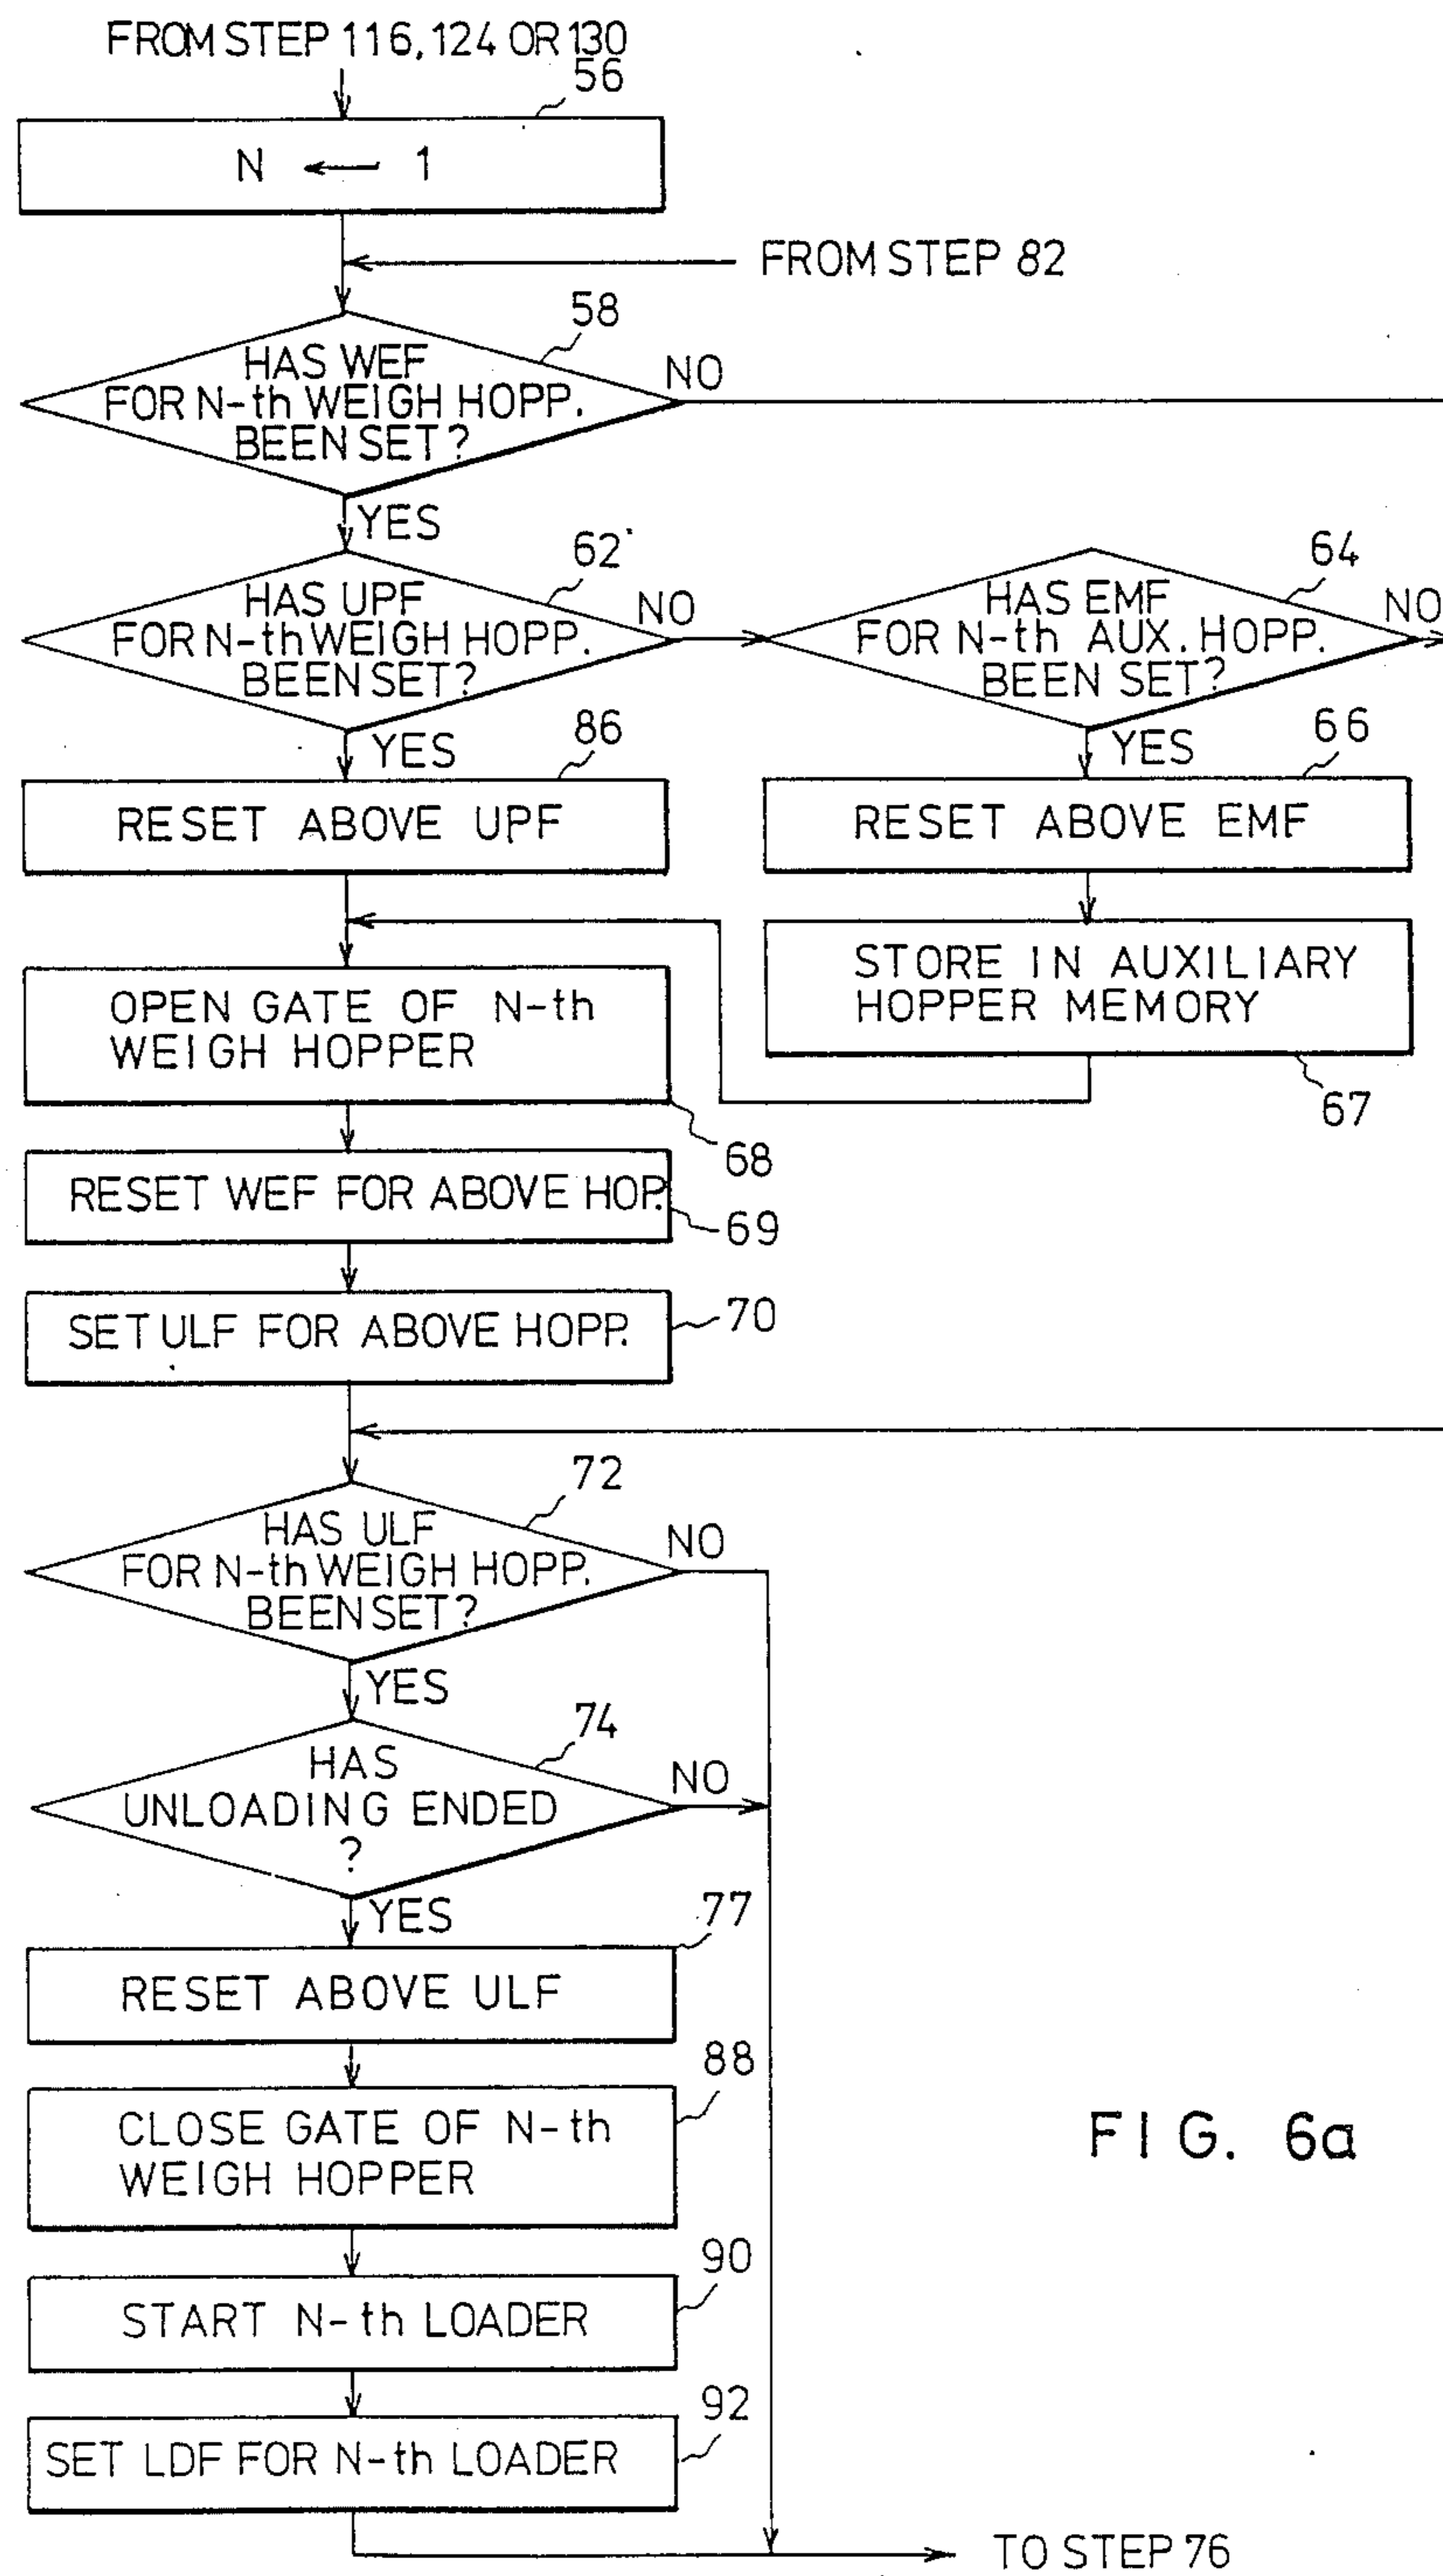 FROM STEP 116, 124 OR 130
56
N ← 1
FROM STEP 82
58
HAS WEF
FOR N-th WEIGH HOPP.
BEEN SET?
NO
YES
62
HAS UPF
FOR N-th WEIGH HOPP.
BEEN SET?
NO
64
HAS EMF
FOR N-th AUX. HOPP.
BEEN SET?
NO
YES
86
RESET ABOVE UPF
YES
66
RESET ABOVE EMF
STORE IN AUXILIARY
HOPPER MEMORY
67
OPEN GATE OF N-th
WEIGH HOPPER
68
RESET WEF FOR ABOVE HOP.
69
SET ULF FOR ABOVE HOPP.
70
72
HAS ULF
FOR N-th WEIGH HOPP.
BEEN SET?
NO
YES
74
HAS
UNLOADING ENDED
?
NO
YES
77
RESET ABOVE ULF
88
CLOSE GATE OF N-th
WEIGH HOPPER
90
START N-th LOADER
92
SET LDF FOR N-th LOADER
TO STEP 76
FIG. 6a